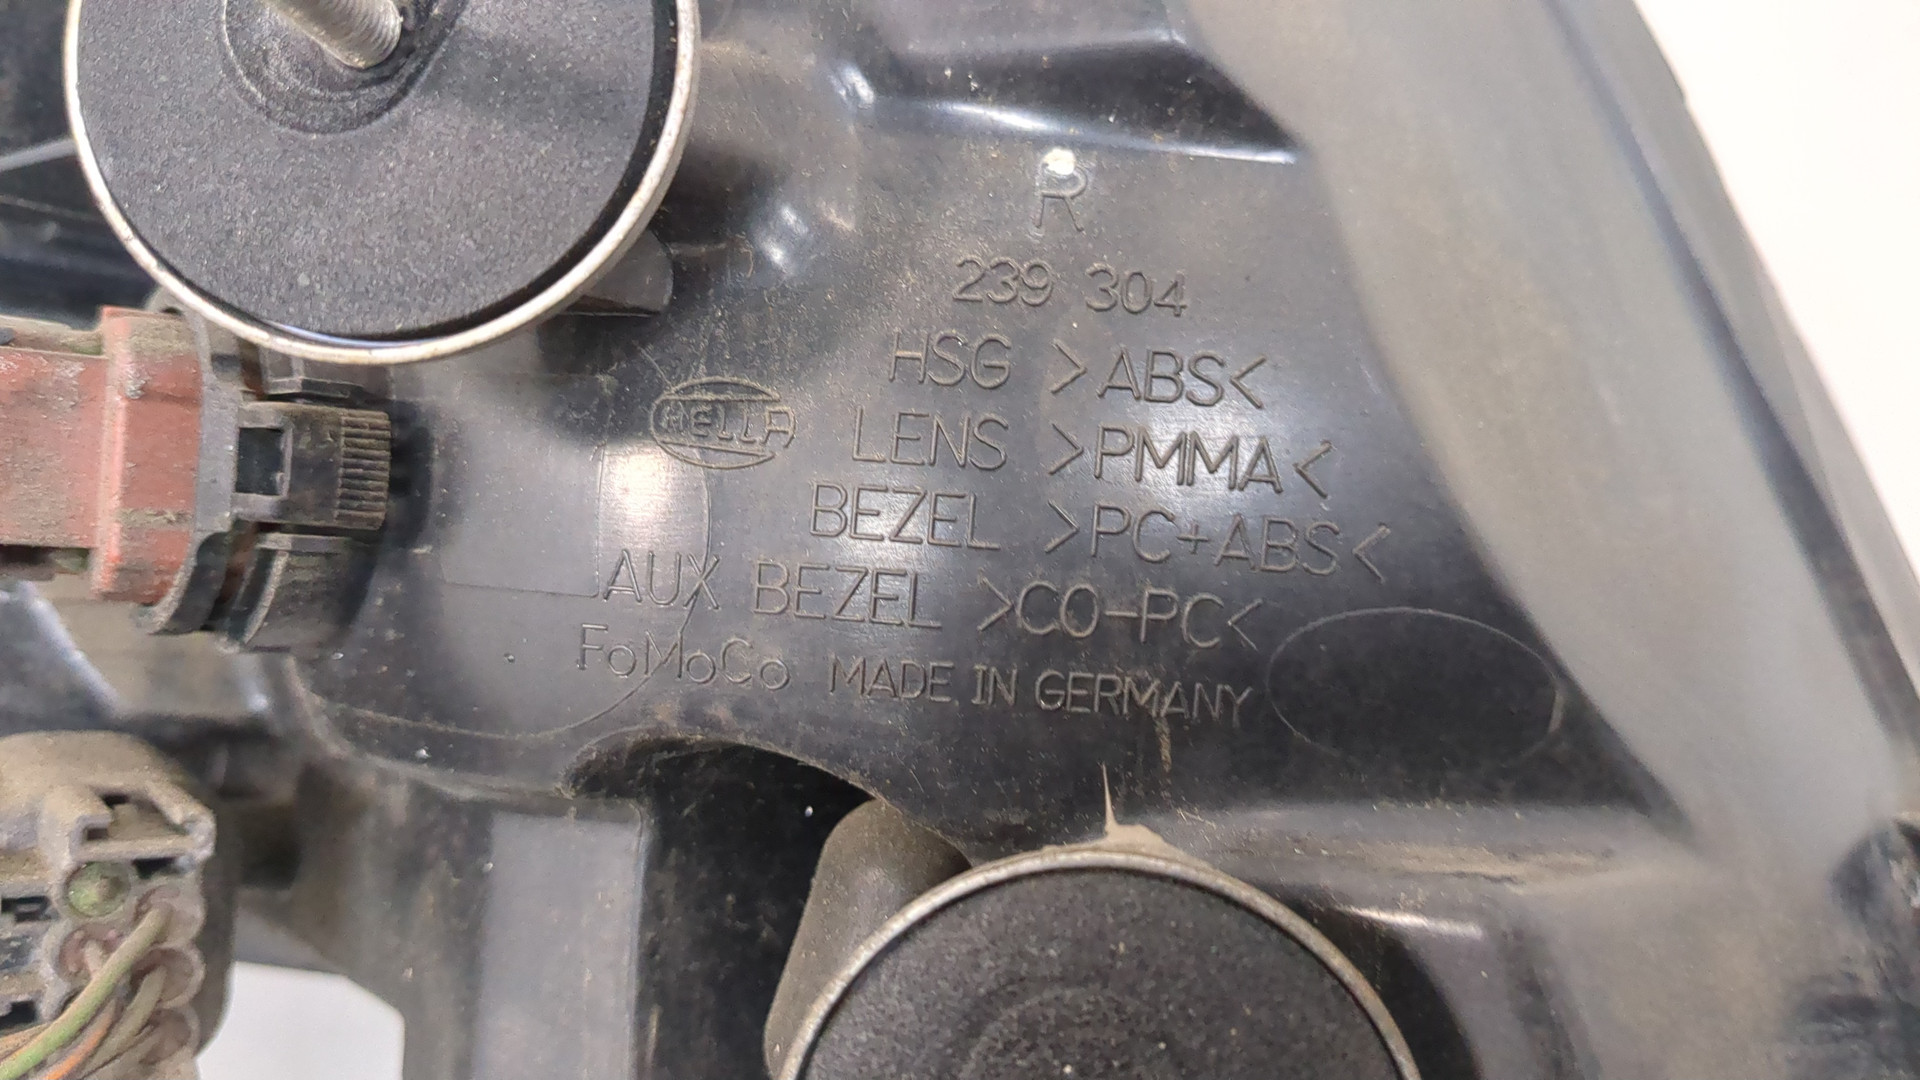 R
239 304
HSG >ABS<
HELLA
LENS >PMMA<
BEZEL >PC+ABS<
AUX BEZEL >CO-PC<
FoMoCo MADE IN GERMANY